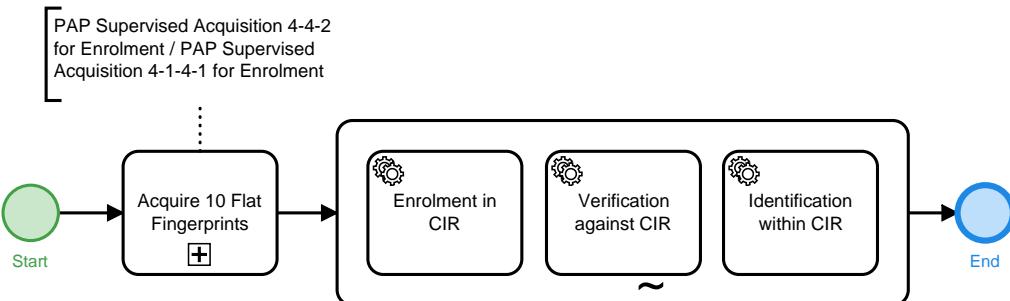 PAP Supervised Acquisition 4-4-2
for Enrolment / PAP Supervised
Acquisition 4-1-4-1 for Enrolment
Start
Acquire 10 Flat
Fingerprints
Enrolment in
CIR
Verification
against CIR
Identification
within CIR
End